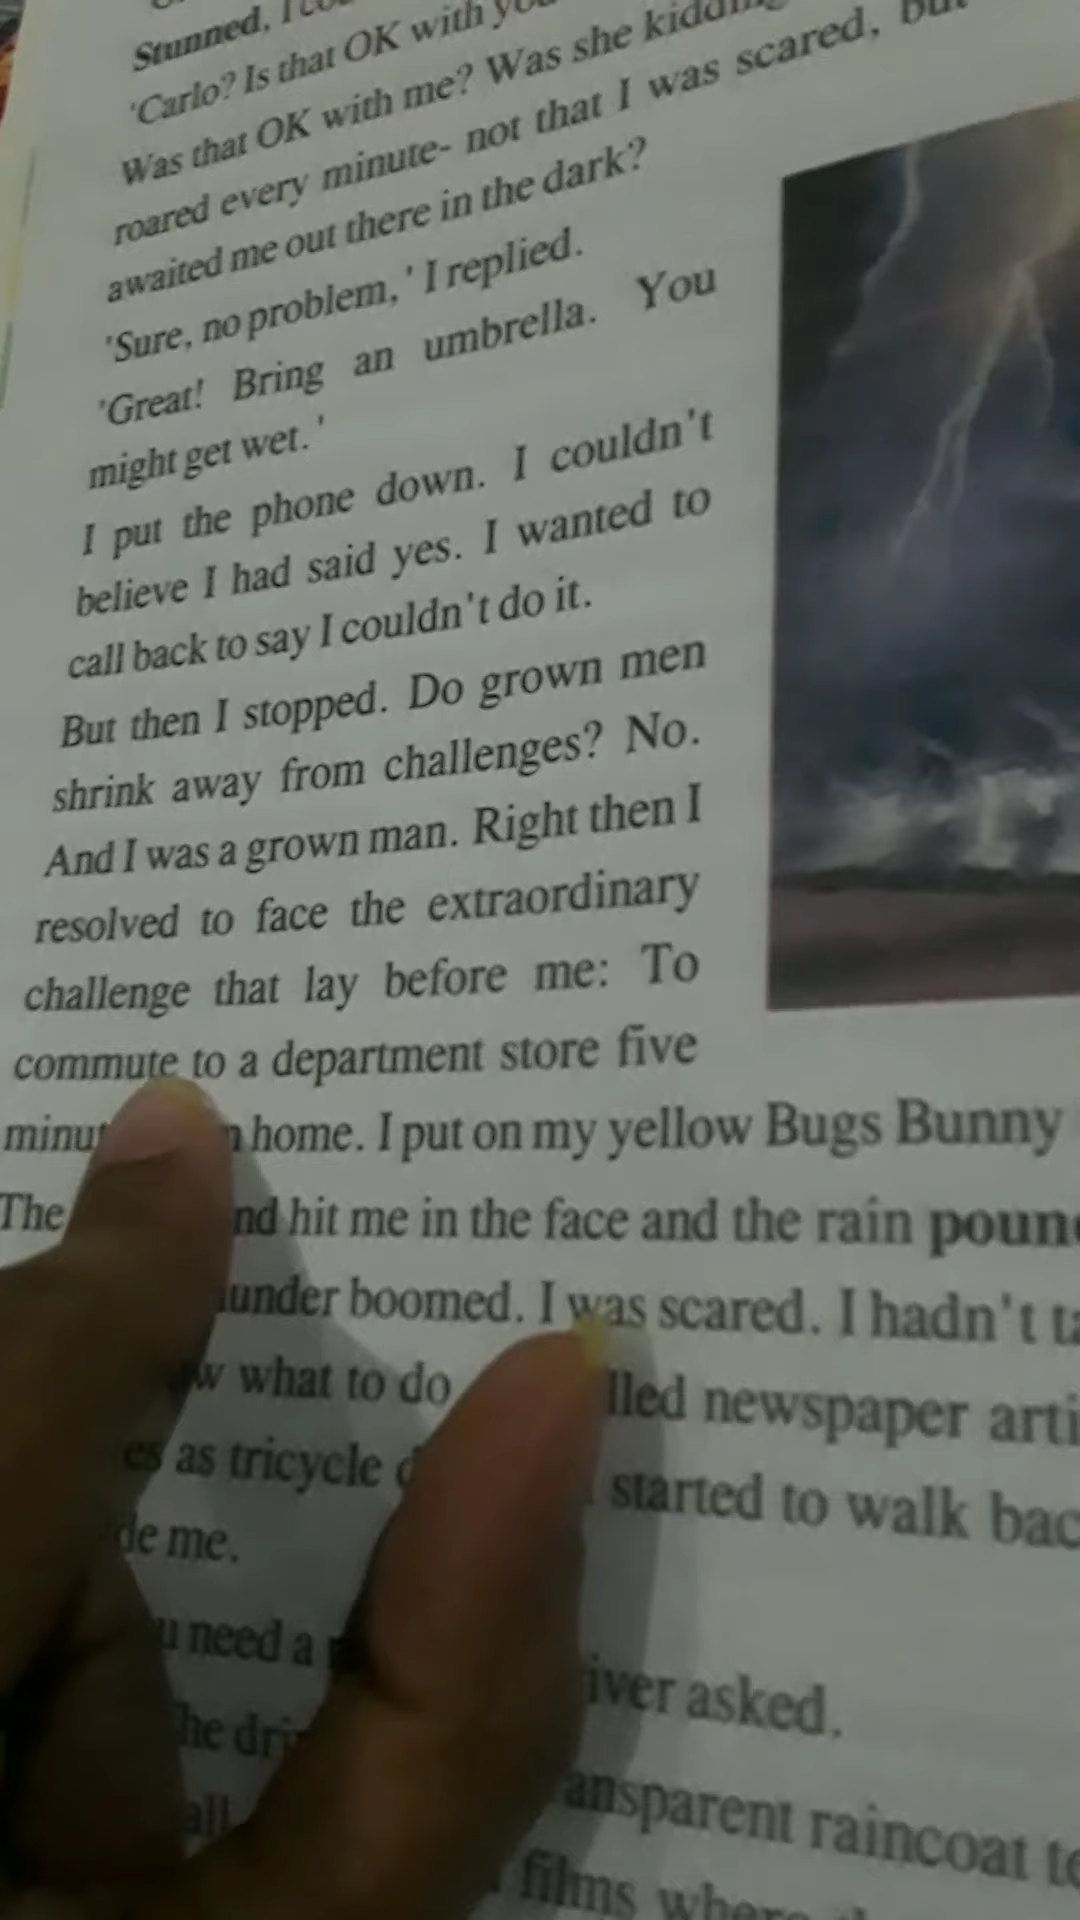 Stunned, I
'Carlo? Is that OK with
Was that OK with me? Was she kidding
roared every minute- not that I was scared, but
awaited me out there in the dark?
'Sure, no problem,' I replied.
'Great! Bring an umbrella. You
might get wet.'
I put the phone down. I couldn't
believe I had said yes. I wanted to
call back to say I couldn't do it.
But then I stopped. Do grown men
shrink away from challenges? No.
And I was a grown man. Right then I
resolved to face the extraordinary
challenge that lay before me: To
commute to a department store five
home. I put on my yellow Bugs Bunny
The hit me in the face and the rain
boomed. I was scared. I hadn't
what to do newspaper
as tricycle started to walk
me.
need a asked.
raincoat
films where